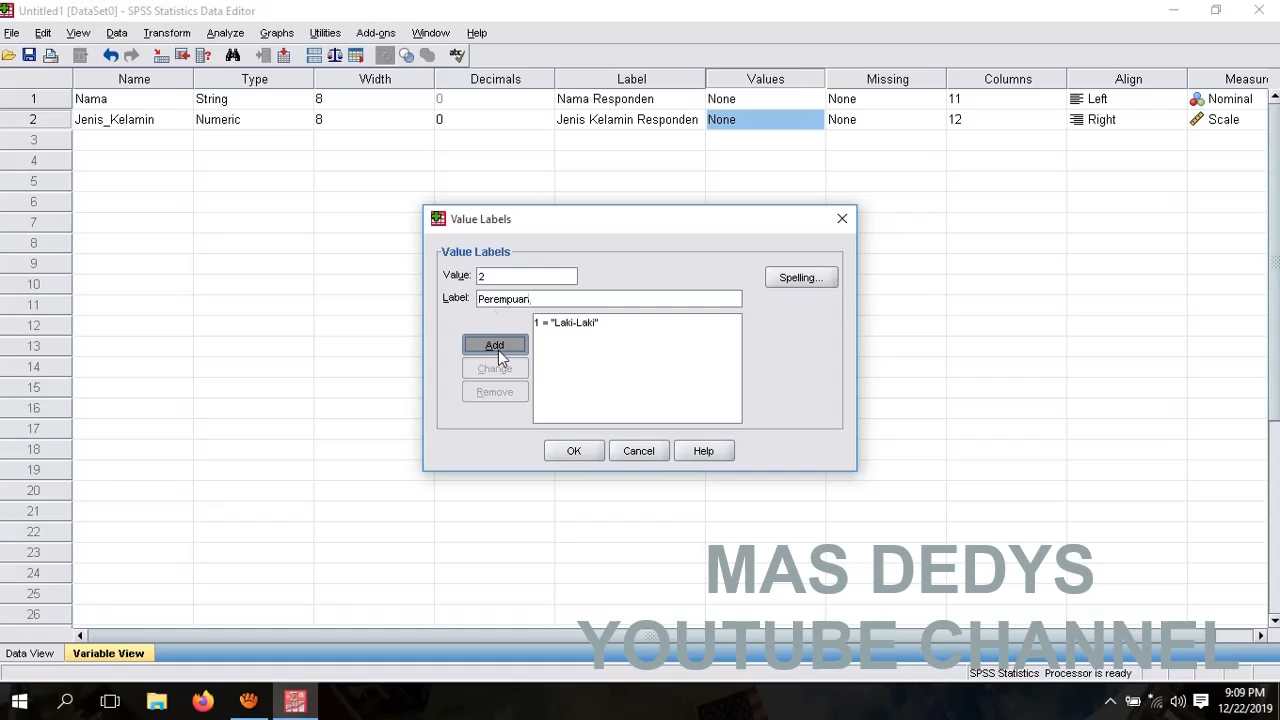 Untitled1 [DataSet0] - SPSS Statistics Data Editor
File Edit View Data Transform Analyze Graphs Utilities Add-ons Window Help
Name Type Width Decimals Label Values Missing Columns Align Measure
1 Nama String 8 0 Nama Responden None None 11 Left Nominal
2 Jenis_Kelamin Numeric 8 0 Jenis Kelamin Responden None None 12 Right Scale
3
4
5
6
7
8
9
10
11
12
13
14
15
16
17
18
19
20
21
22
23
24
25
26
Value Labels
Value Labels
Value: 2
Spelling...
Label: Perempuan
1 = "Laki-Laki"
Add
Change
Remove
OK Cancel Help
MAS DEDYS
YOUTUBE CHANNEL
Data View Variable View
SPSS Statistics Processor is ready
9:09 PM
12/22/2019